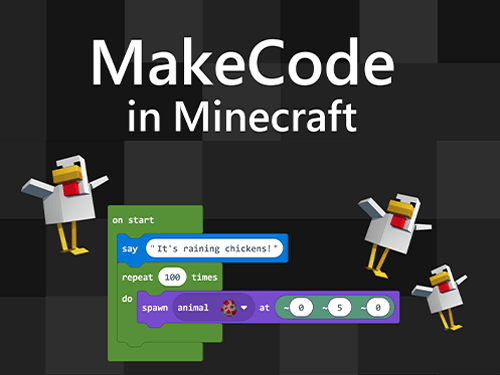 MakeCode
in Minecraft
on start
say "It's raining chickens!"
repeat 100 times
do
spawn animal at ~0 ~5 ~0